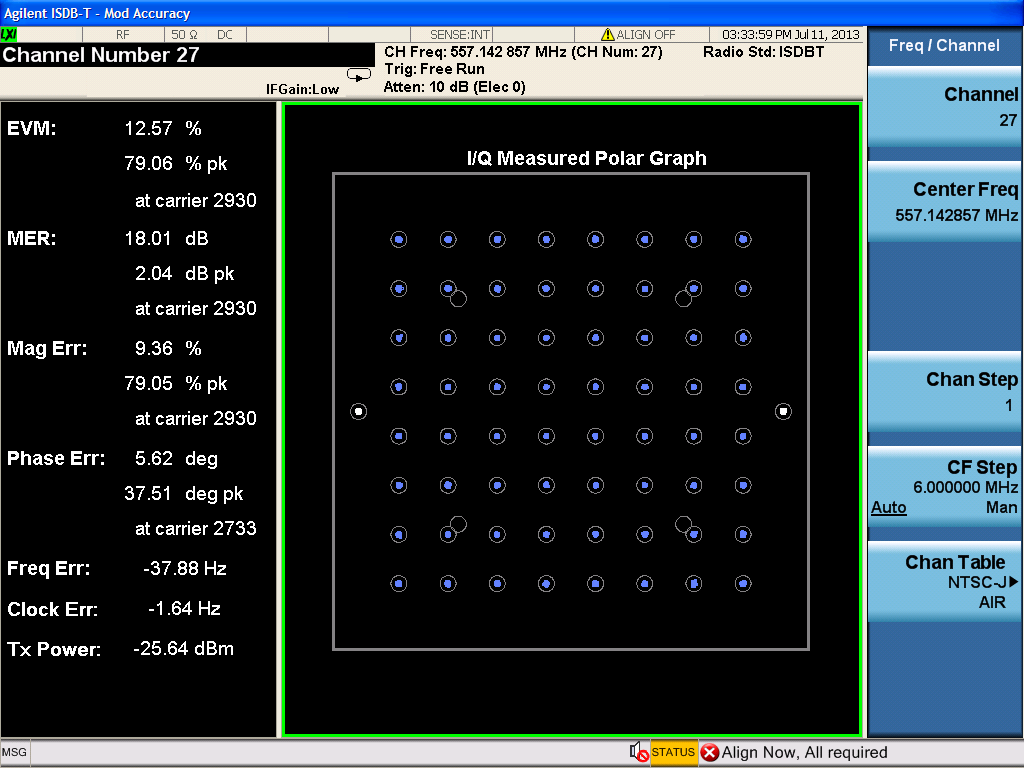 Agilent ISDB-T - Mod Accuracy
LXI RF 50 Ω DC SENSE:INT ALIGN OFF 03:33:59 PM Jul 11, 2013
Channel Number 27
CH Freq: 557.142 857 MHz (CH Num: 27) Radio Std: ISDBT
Trig: Free Run
IFGain:Low Atten: 10 dB (Elec 0)
EVM: 12.57 %
79.06 % pk
at carrier 2930
MER: 18.01 dB
2.04 dB pk
at carrier 2930
Mag Err: 9.36 %
79.05 % pk
at carrier 2930
Phase Err: 5.62 deg
37.51 deg pk
at carrier 2733
Freq Err: -37.88 Hz
Clock Err: -1.64 Hz
Tx Power: -25.64 dBm
I/Q Measured Polar Graph
Freq / Channel
Channel
27
Center Freq
557.142857 MHz
Chan Step
1
CF Step
6.000000 MHz
Auto Man
Chan Table
NTSC-J
AIR
MSG STATUS Align Now, All required